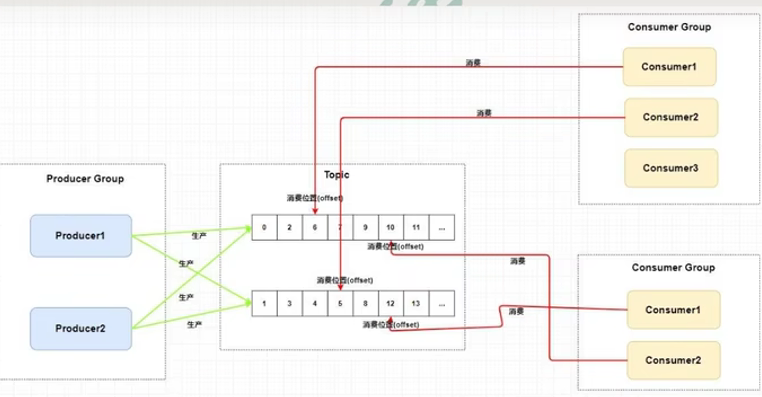 Consumer Group
Consumer1
消费
Consumer2
消费
Consumer3
Producer Group
Topic
消费位置(offset)
Producer1
生产
0 2 6 7 9 10 11 ...
消费位置(offset)
生产
消费
Consumer Group
消费位置(offset)
生产
1 3 4 5 8 12 13 ...
消费
Consumer1
Producer2
生产
消费位置(offset)
Consumer2